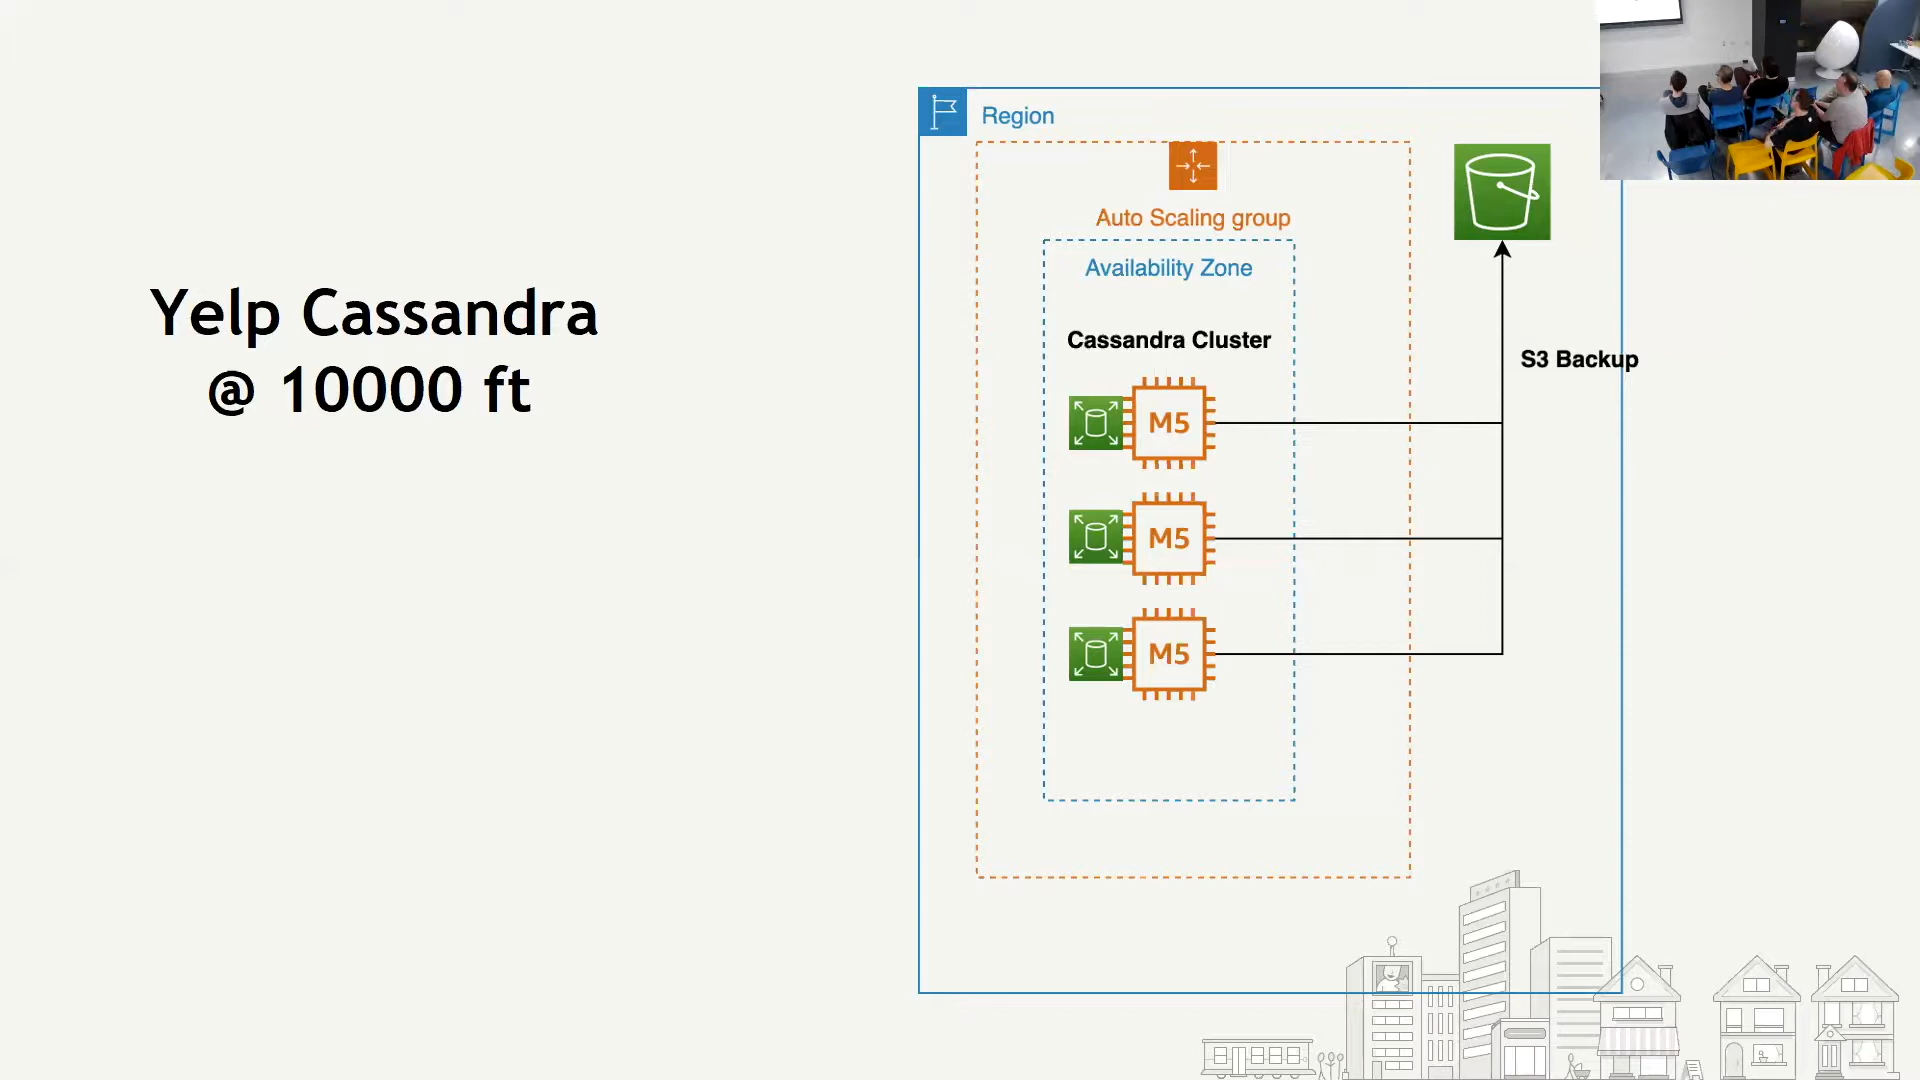 Yelp Cassandra
@ 10000 ft
Region
Auto Scaling group
Availability Zone
Cassandra Cluster
M5
M5
M5
S3 Backup